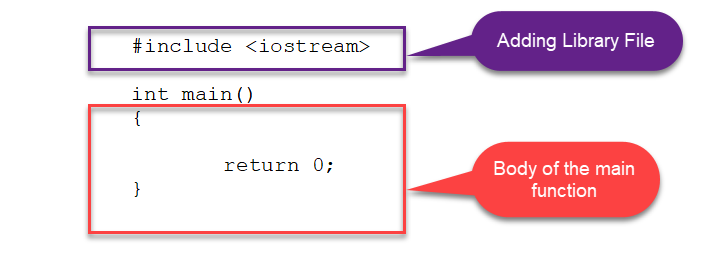 #include <iostream>
Adding Library File
int main()
{
return 0;
}
Body of the main
function